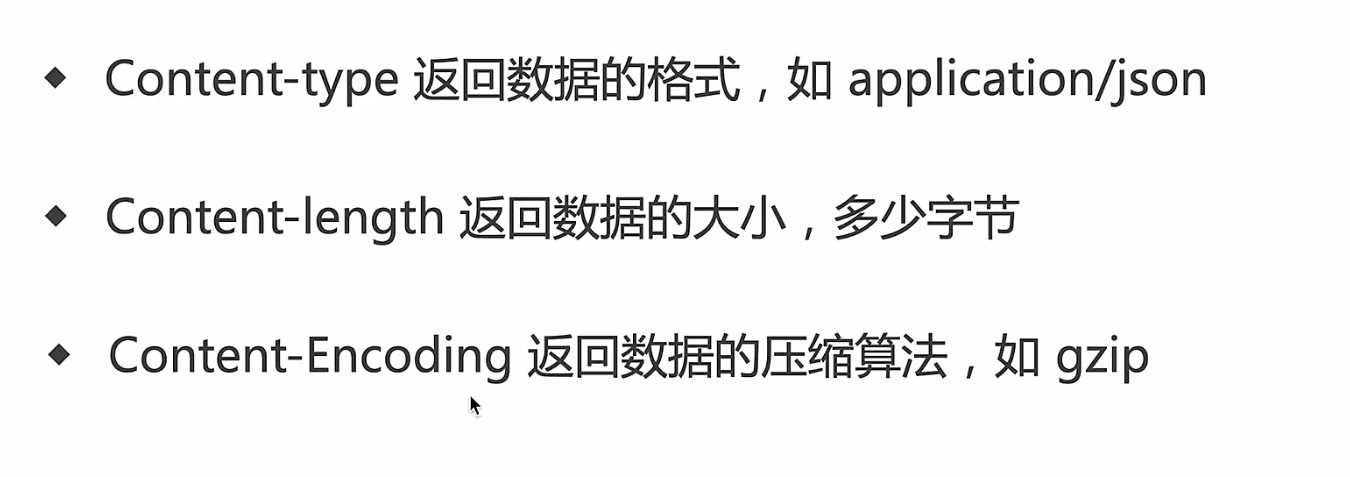 ◆ Content-type 返回数据的格式，如 application/json
◆ Content-length 返回数据的大小，多少字节
◆ Content-Encoding 返回数据的压缩算法，如 gzip